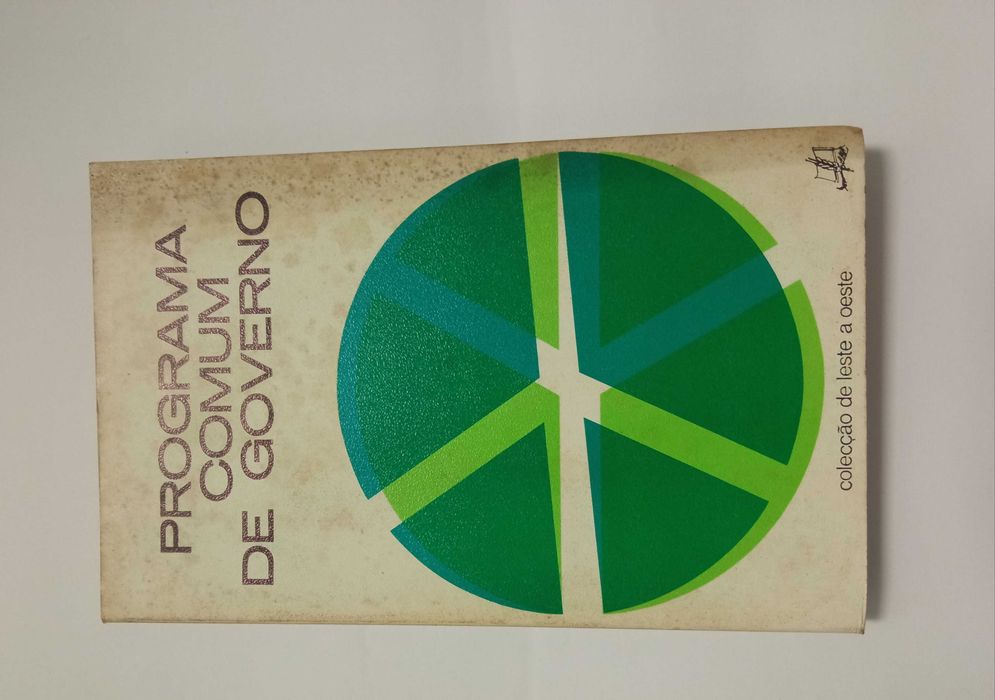 PROGRAMA
COMUM
DE GOVERNO
colecção de leste a oeste